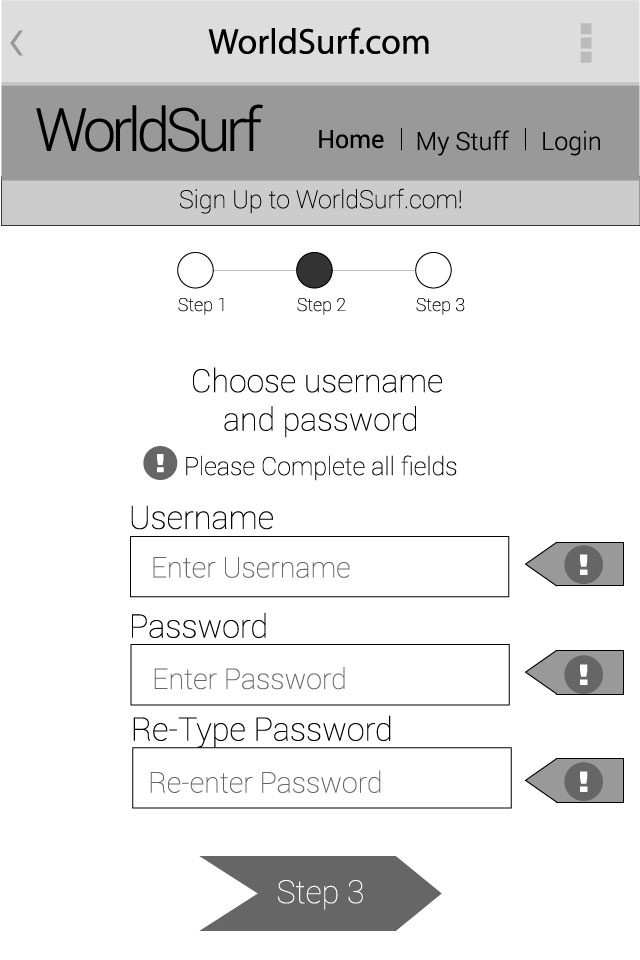 WorldSurf.com
WorldSurf
Home | My Stuff | Login
Sign Up to WorldSurf.com!
Step 1 Step 2 Step 3
Choose username
and password
! Please Complete all fields
Username
Enter Username !
Password
Enter Password !
Re-Type Password
Re-enter Password !
Step 3